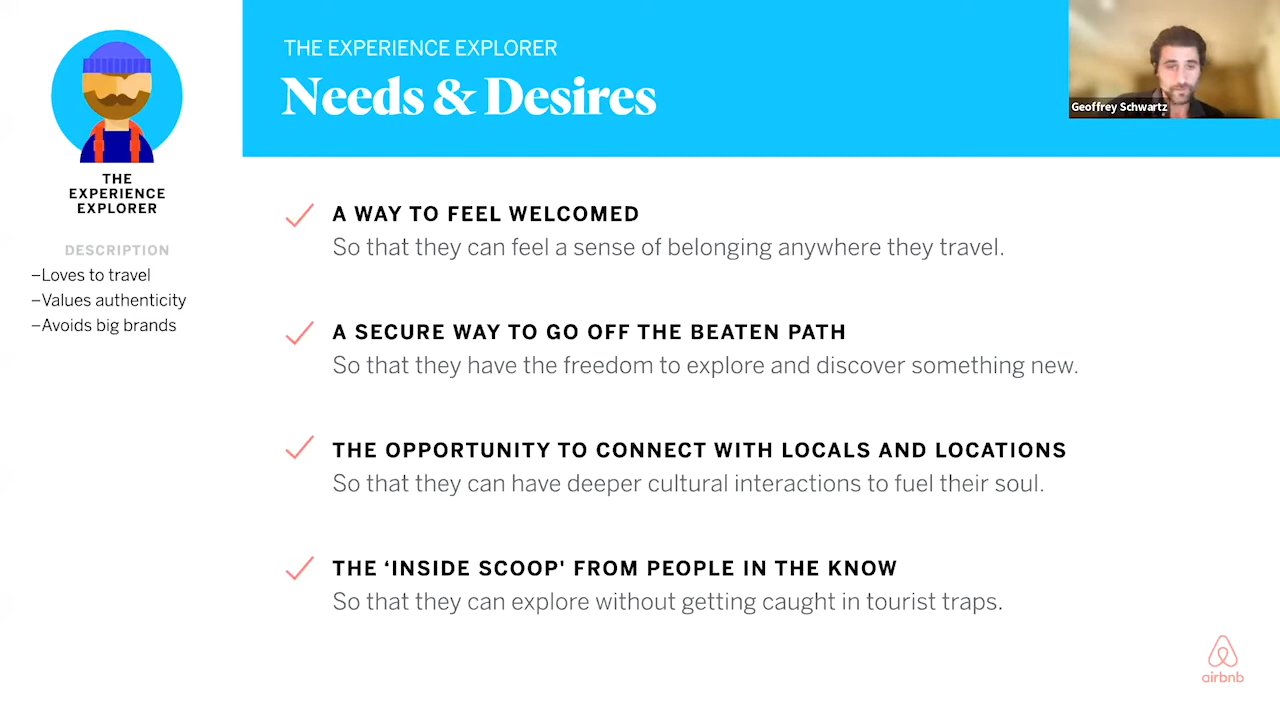 THE EXPERIENCE EXPLORER
Needs & Desires
Geoffrey Schwartz
THE
EXPERIENCE
EXPLORER
DESCRIPTION
–Loves to travel
–Values authenticity
–Avoids big brands
A WAY TO FEEL WELCOMED
So that they can feel a sense of belonging anywhere they travel.
A SECURE WAY TO GO OFF THE BEATEN PATH
So that they have the freedom to explore and discover something new.
THE OPPORTUNITY TO CONNECT WITH LOCALS AND LOCATIONS
So that they can have deeper cultural interactions to fuel their soul.
THE ‘INSIDE SCOOP' FROM PEOPLE IN THE KNOW
So that they can explore without getting caught in tourist traps.
airbnb